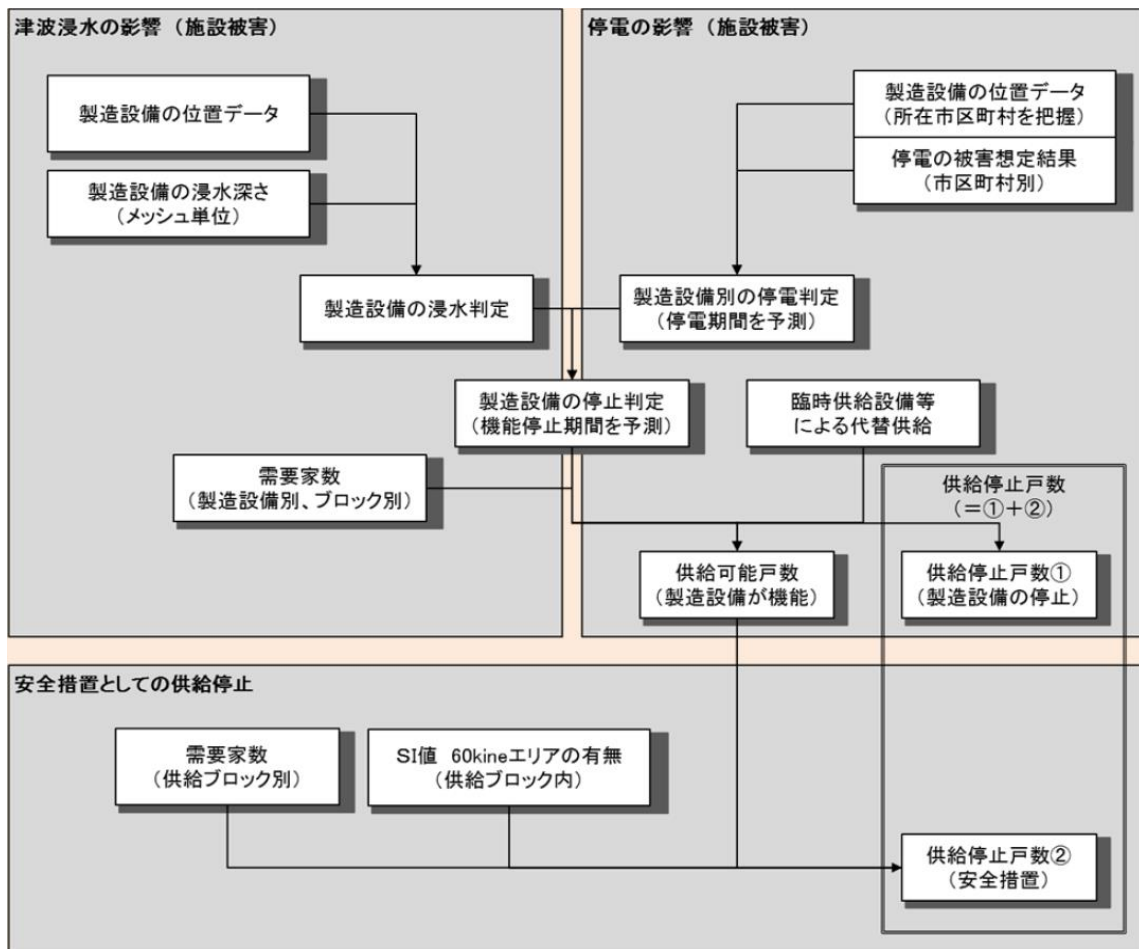 津波浸水の影響（施設被害）
製造設備の位置データ
製造設備の浸水深さ
（メッシュ単位）
製造設備の浸水判定
停電の影響（施設被害）
製造設備の位置データ
（所在市区町村を把握）
停電の被害想定結果
（市区町村別）
製造設備別の停電判定
（停電期間を予測）
製造設備の停止判定
（機能停止期間を予測）
臨時供給設備等
による代替供給
需要家数
（製造設備別、ブロック別）
供給停止戸数
（＝①＋②）
供給可能戸数
（製造設備が機能）
供給停止戸数①
（製造設備の停止）
安全措置としての供給停止
需要家数
（供給ブロック別）
SI値　60kineエリアの有無
（供給ブロック内）
供給停止戸数②
（安全措置）